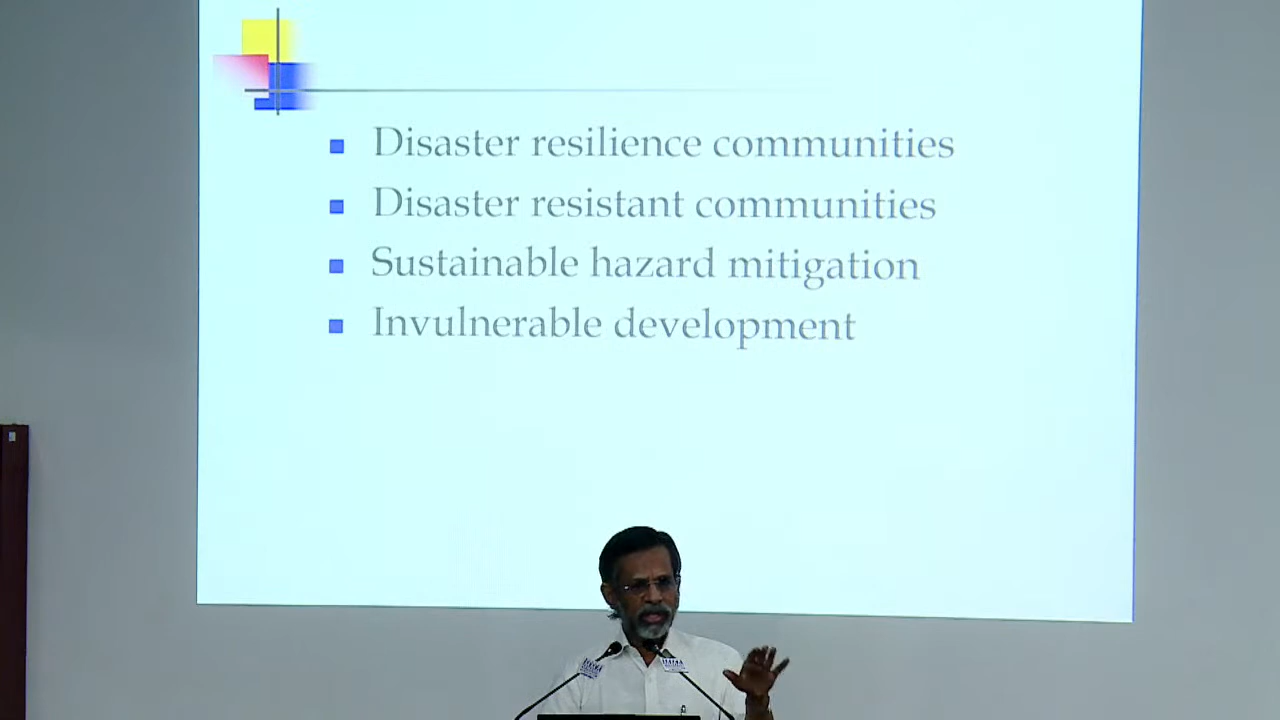 Disaster resilience communities
Disaster resistant communities
Sustainable hazard mitigation
Invulnerable development